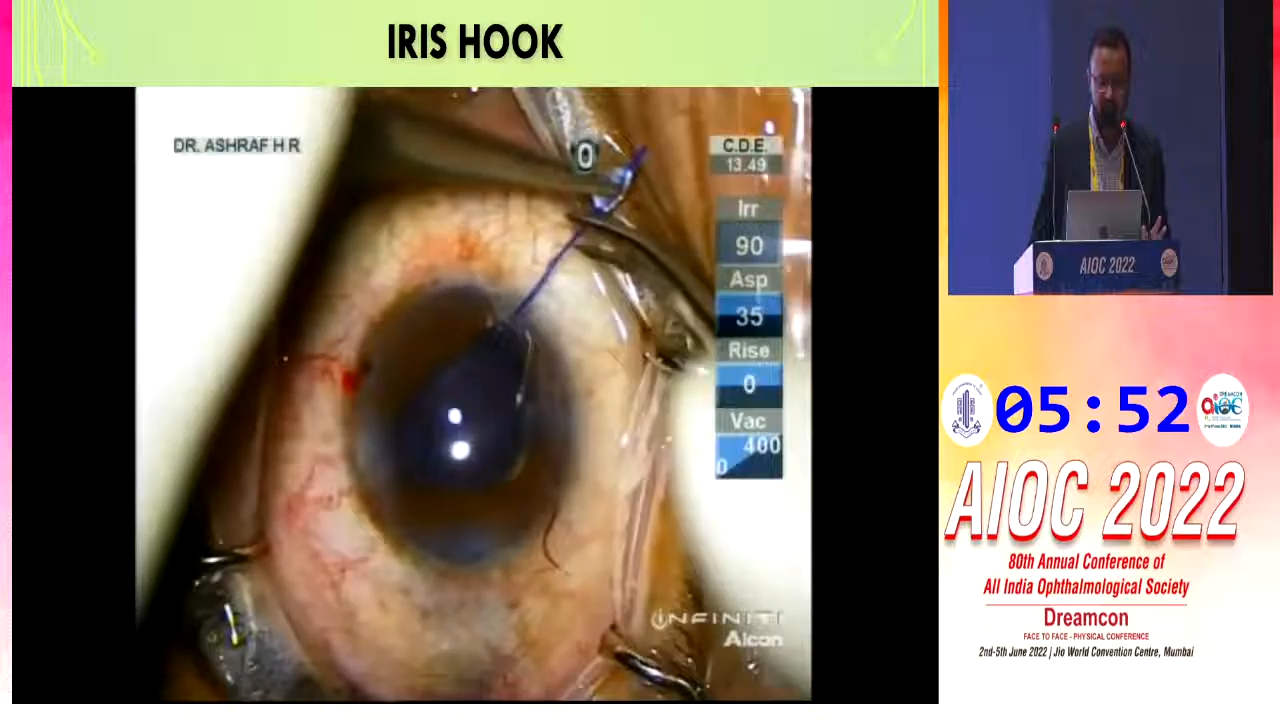 IRIS HOOK
DR. ASHRAF H R
0
C.D.E.
13.49
Irr
90
Asp
35
Rise
0
Vac
400
0
INFINITI
Alcon
AIOC 2022
05:52
AIOC 2022
80th Annual Conference of
All India Ophthalmological Society
Dreamcon
FACE TO FACE - PHYSICAL CONFERENCE
2nd-5th June 2022 | Jio World Convention Centre, Mumbai